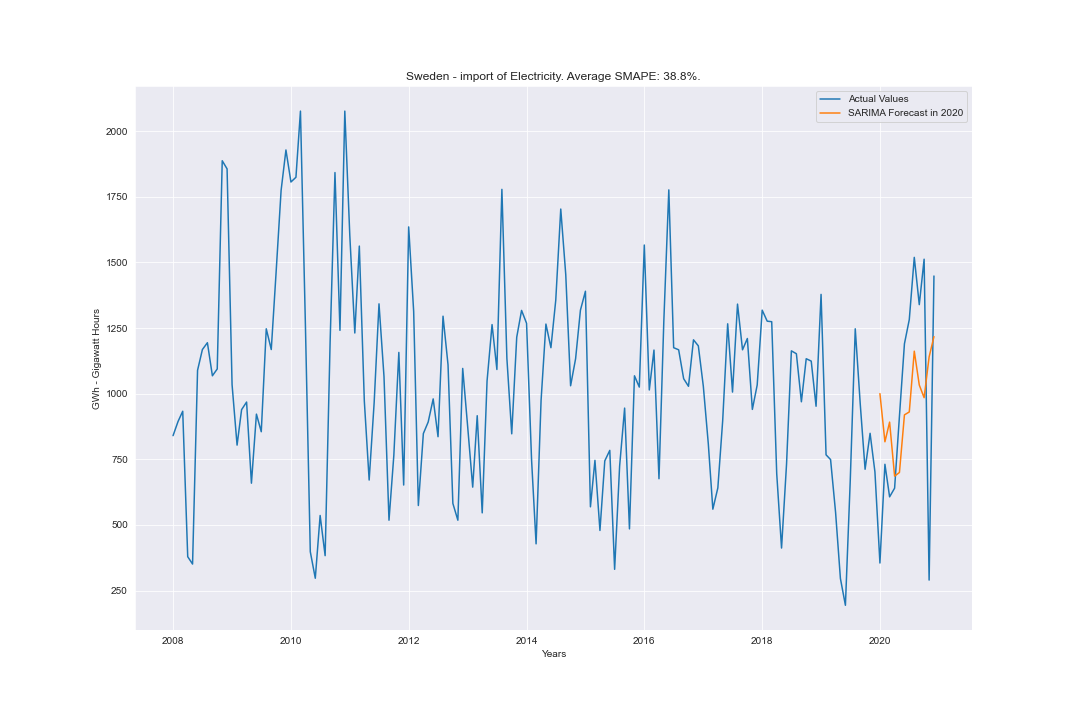 Sweden - import of Electricity. Average SMAPE: 38.8%.
Actual Values
SARIMA Forecast in 2020
2000
1750
1500
1250
1000
750
500
250
GWh - Gigawatt Hours
2008 2010 2012 2014 2016 2018 2020
Years